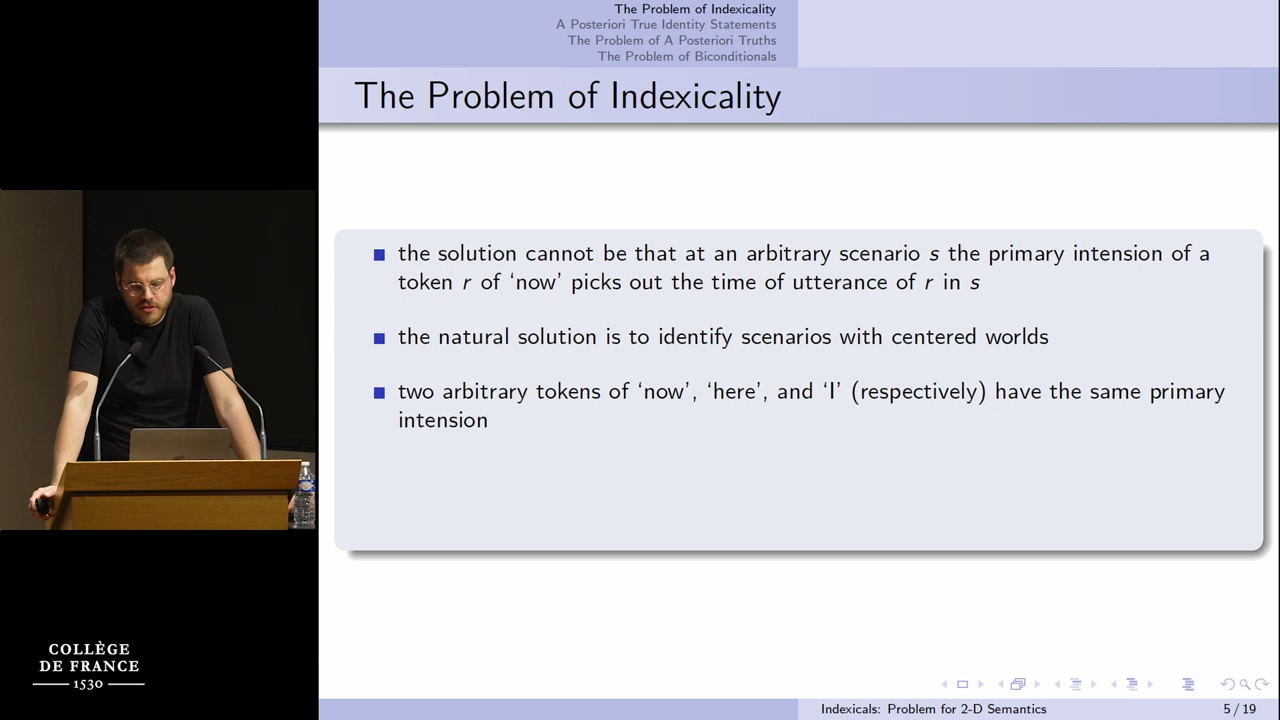 The Problem of Indexicality
A Posteriori True Identity Statements
The Problem of A Posteriori Truths
The Problem of Biconditionals
The Problem of Indexicality
the solution cannot be that at an arbitrary scenario s the primary intension of a
token r of ‘now’ picks out the time of utterance of r in s
the natural solution is to identify scenarios with centered worlds
two arbitrary tokens of ‘now’, ‘here’, and ‘I’ (respectively) have the same primary
intension
COLLÈGE
DE FRANCE
1530
Indexicals: Problem for 2-D Semantics
5 / 19